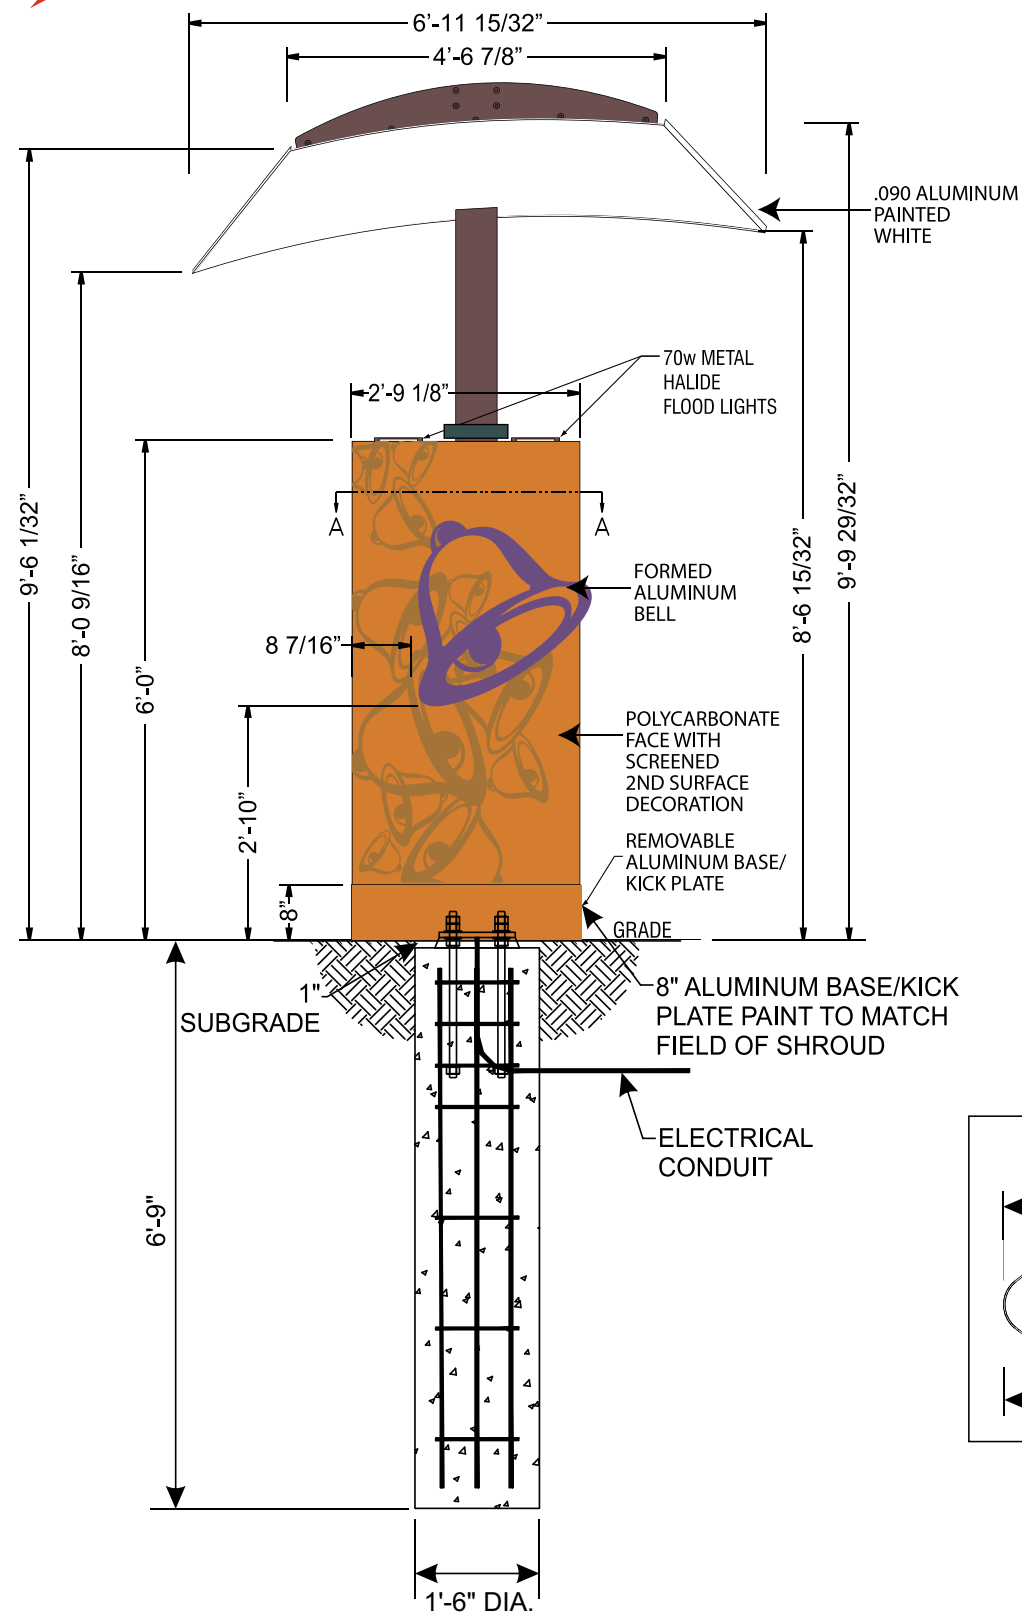 6’-11 15/32”
4’-6 7/8”
.090 ALUMINUM
PAINTED
WHITE
70w METAL
HALIDE
FLOOD LIGHTS
2’-9 1/8”
9’-6 1/32”
8’-0 9/16”
6’-0”
A
A
8’-6 15/32”
9’-9 29/32”
FORMED
ALUMINUM
BELL
8 7/16”
2’-10”
POLYCARBONATE
FACE WITH
SCREENED
2ND SURFACE
DECORATION
REMOVABLE
ALUMINUM BASE/
KICK PLATE
8”
GRADE
1"
SUBGRADE
8" ALUMINUM BASE/KICK
PLATE PAINT TO MATCH
FIELD OF SHROUD
ELECTRICAL
CONDUIT
6'-9"
1'-6" DIA.